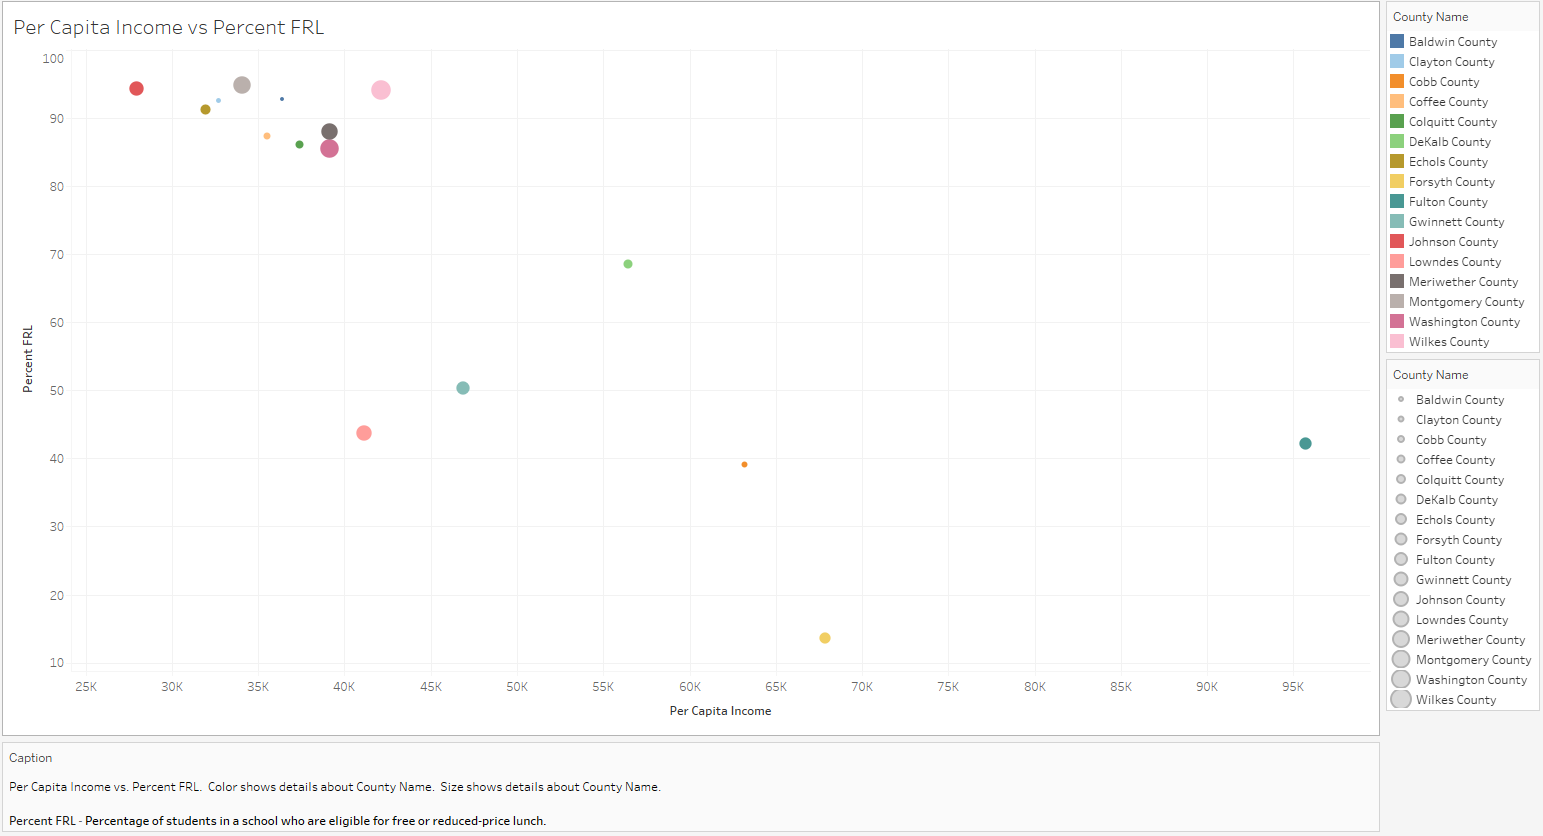 Per Capita Income vs Percent FRL
100
90
80
70
60
50
40
30
20
10
Percent FRL
25K 30K 35K 40K 45K 50K 55K 60K 65K 70K 75K 80K 85K 90K 95K
Per Capita Income
County Name
Baldwin County
Clayton County
Cobb County
Coffee County
Colquitt County
DeKalb County
Echols County
Forsyth County
Fulton County
Gwinnett County
Johnson County
Lowndes County
Meriwether County
Montgomery County
Washington County
Wilkes County
County Name
Baldwin County
Clayton County
Cobb County
Coffee County
Colquitt County
DeKalb County
Echols County
Forsyth County
Fulton County
Gwinnett County
Johnson County
Lowndes County
Meriwether County
Montgomery County
Washington County
Wilkes County
Caption
Per Capita Income vs. Percent FRL.  Color shows details about County Name.  Size shows details about County Name.
Percent FRL - Percentage of students in a school who are eligible for free or reduced-price lunch.